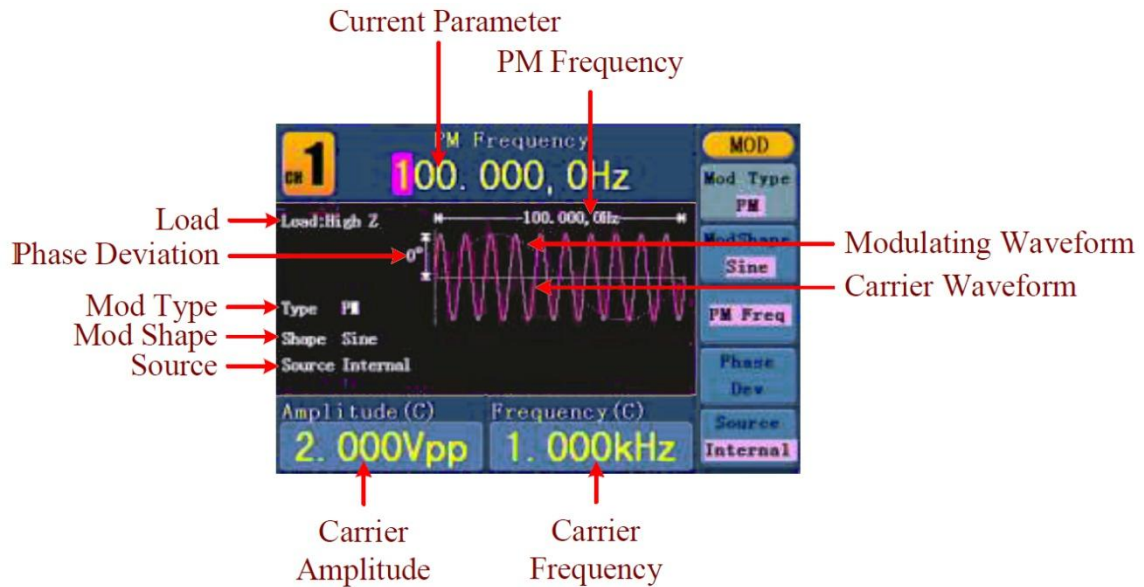 Current Parameter
PM Frequency
CH 1
PM Frequency
100. 000, 0Hz
MOD
Mod Type
PM
ModShape
Sine
PM Freq
Phase
Dev
Source
Internal
Load
Load:High Z
100. 000, 0Hz
Phase Deviation
0°
Modulating Waveform
Carrier Waveform
Mod Type
Type PM
Mod Shape
Shape Sine
Source
Source Internal
Amplitude(C)
Frequency(C)
2. 000Vpp
1. 000kHz
Carrier
Amplitude
Carrier
Frequency